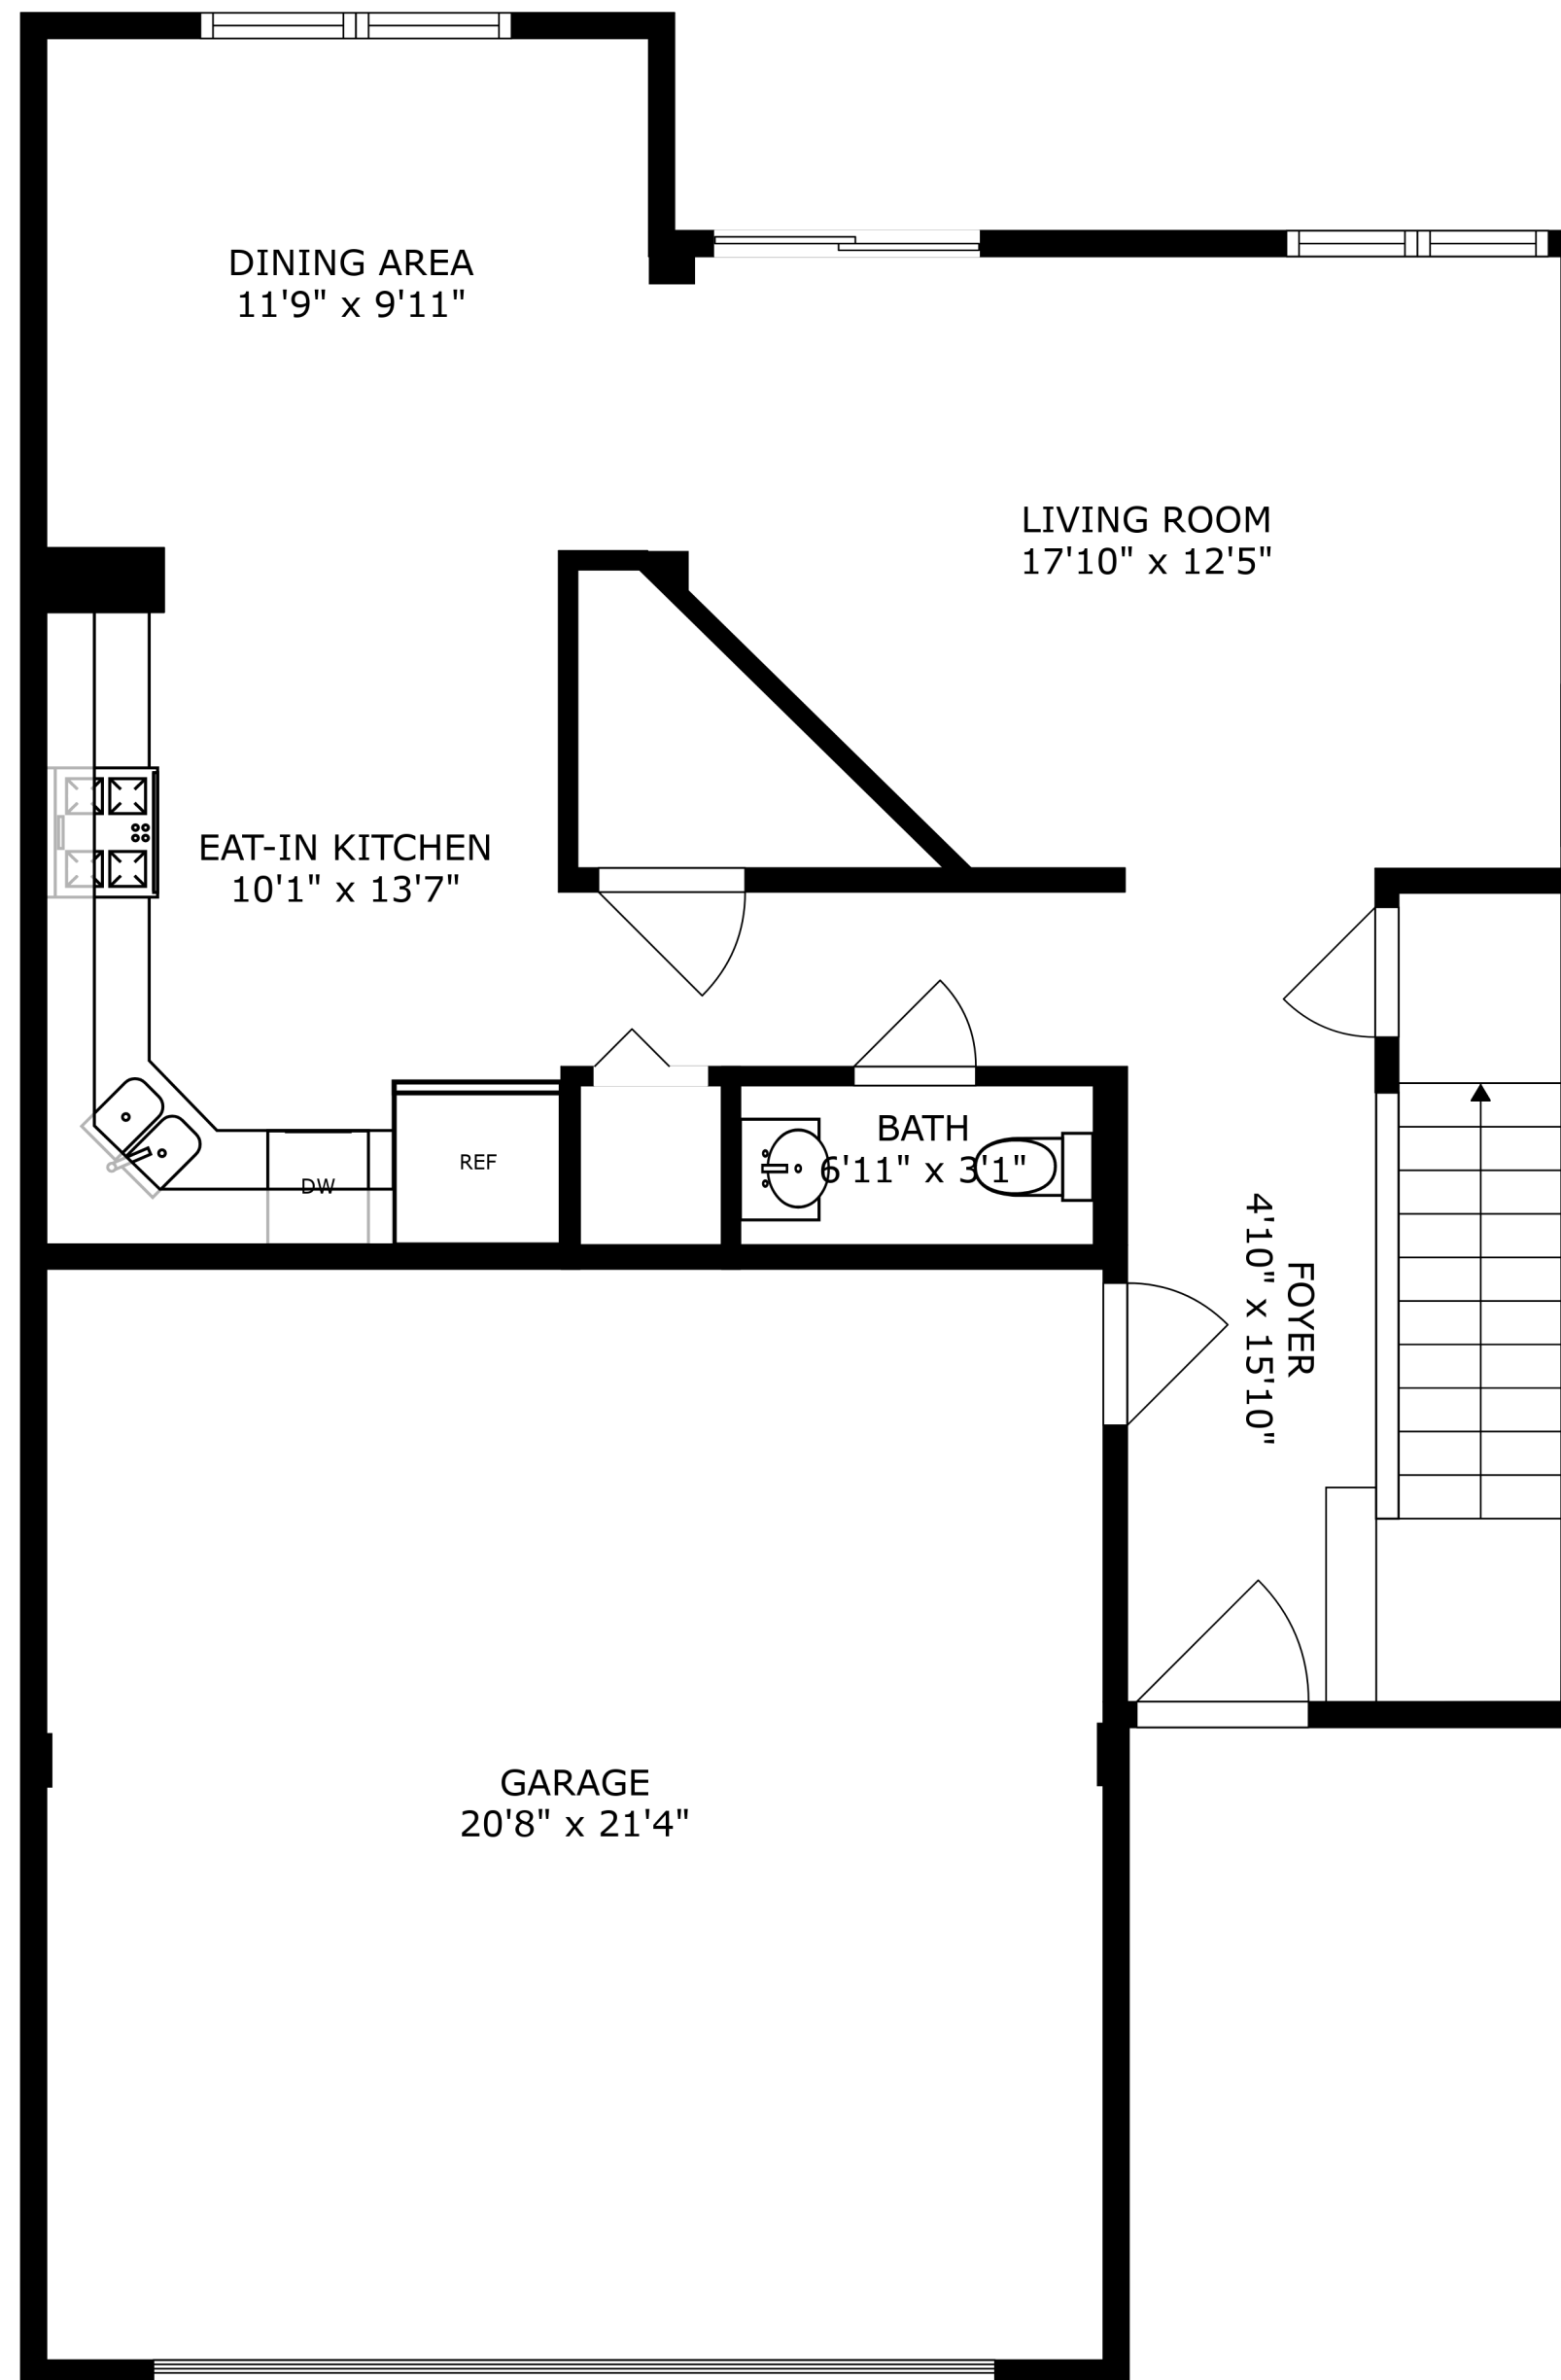 DINING AREA
11'9" x 9'11"
LIVING ROOM
17'10" x 12'5"
EAT-IN KITCHEN
10'1" x 13'7"
BATH
6'11" x 3'1"
REF
DW
FOYER
4'10" x 15'10"
GARAGE
20'8" x 21'4"